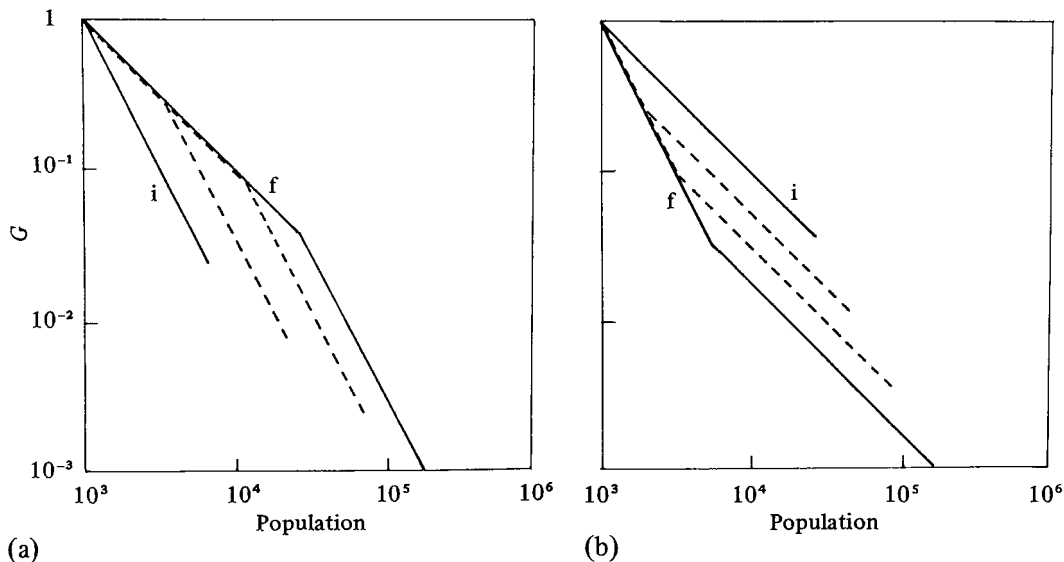 1
10⁻¹
G
10⁻²
10⁻³
i
f
10³ 10⁴ 10⁵ 10⁶
Population
(a)
i
f
10³ 10⁴ 10⁵ 10⁶
Population
(b)